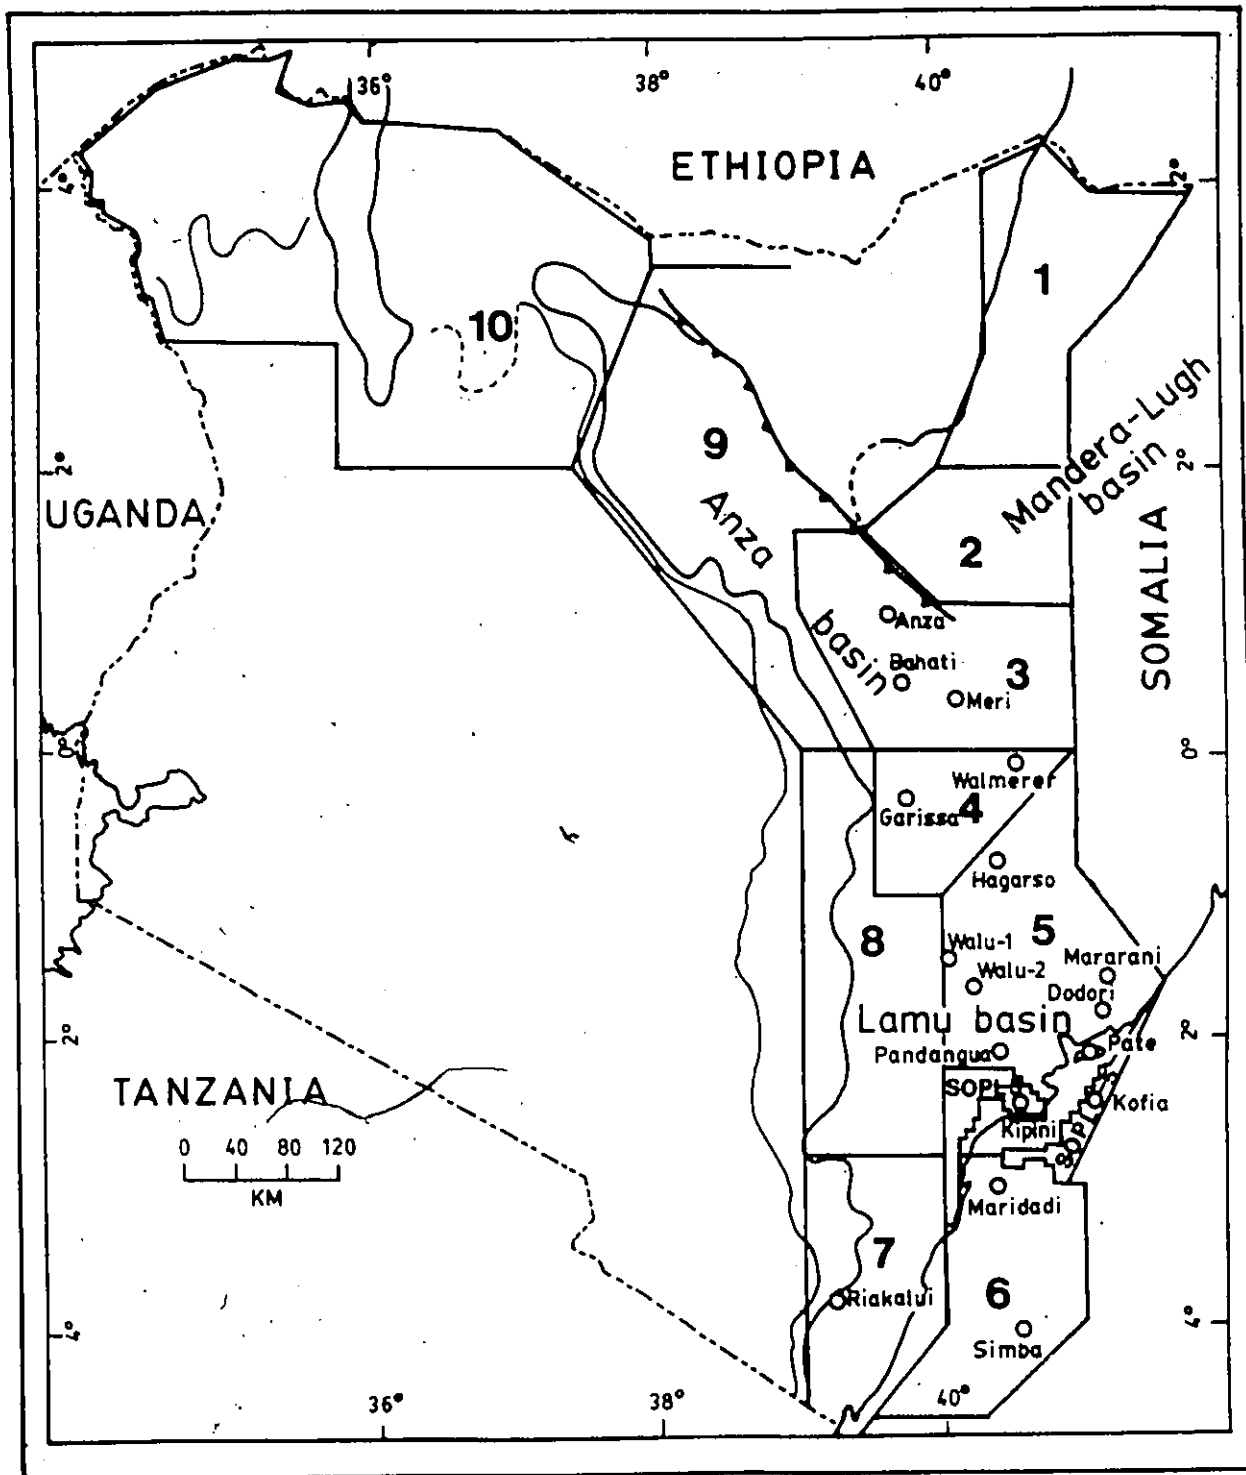 36°
38°
40°
ETHIOPIA
4°
2°
1
10
9
Mandera-Lugh
basin
2°
2°
UGANDA
Anza
basin
2
SOMALIA
Anza
Bahati
3
Meri
0°
0°
Walmerer
Garissa
4
Hagarso
8
5
Walu-1
Mararani
Walu-2
Dodori
Lamu basin
2°
2°
Pandangua
Pate
SOPI
TANZANIA
Kofia
Kipini
SOPI
0 40 80 120
KM
Maridadi
7
6
Riakalui
Simba
4°
4°
36°
38°
40°